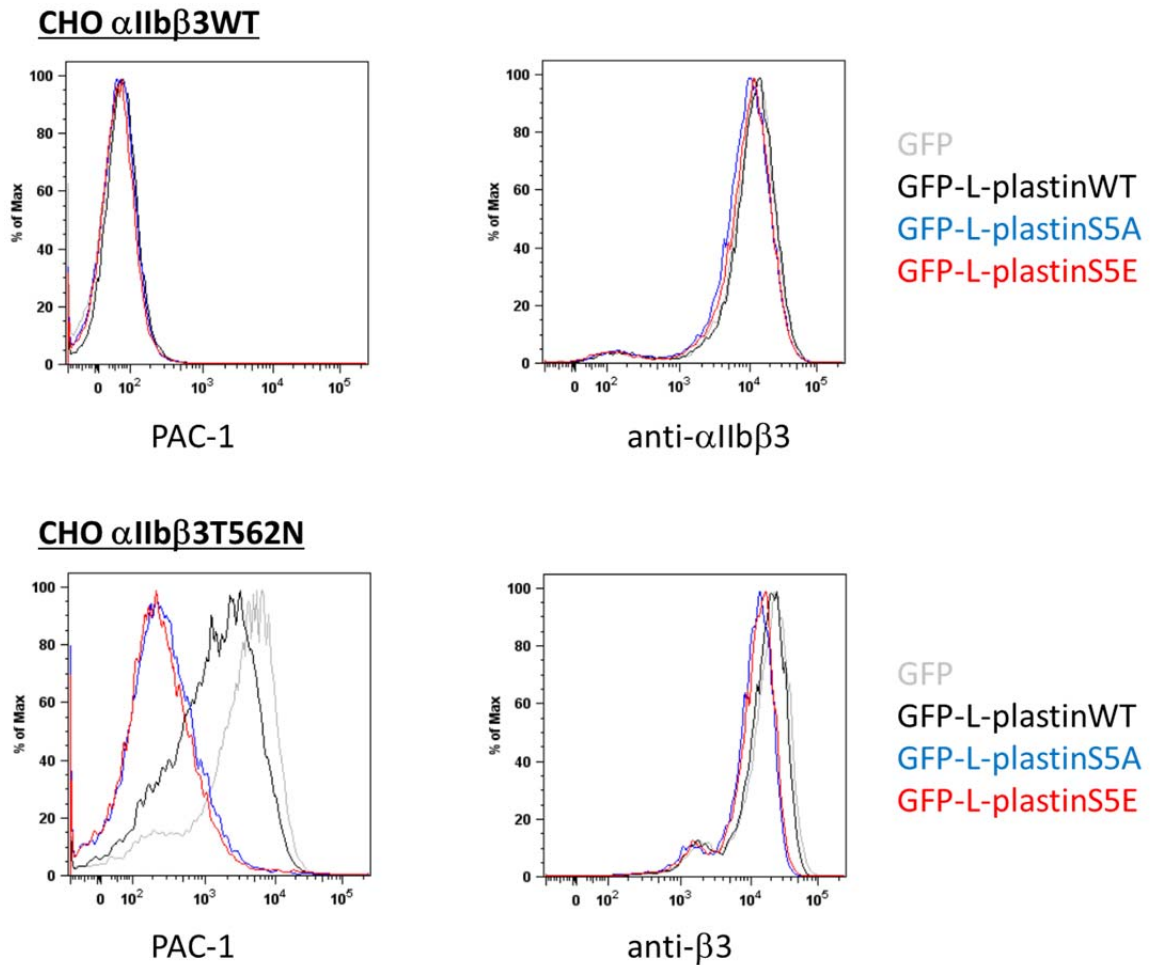 CHO αIIbβ3WT
100
80
60
40
20
0
% of Max
0 10² 10³ 10⁴ 10⁵
PAC-1
100
80
60
40
20
0
% of Max
0 10² 10³ 10⁴ 10⁵
anti-αIIbβ3
GFP
GFP-L-plastinWT
GFP-L-plastinS5A
GFP-L-plastinS5E
CHO αIIbβ3T562N
100
80
60
40
20
0
% of Max
0 10² 10³ 10⁴ 10⁵
PAC-1
100
80
60
40
20
0
% of Max
0 10² 10³ 10⁴ 10⁵
anti-β3
GFP
GFP-L-plastinWT
GFP-L-plastinS5A
GFP-L-plastinS5E